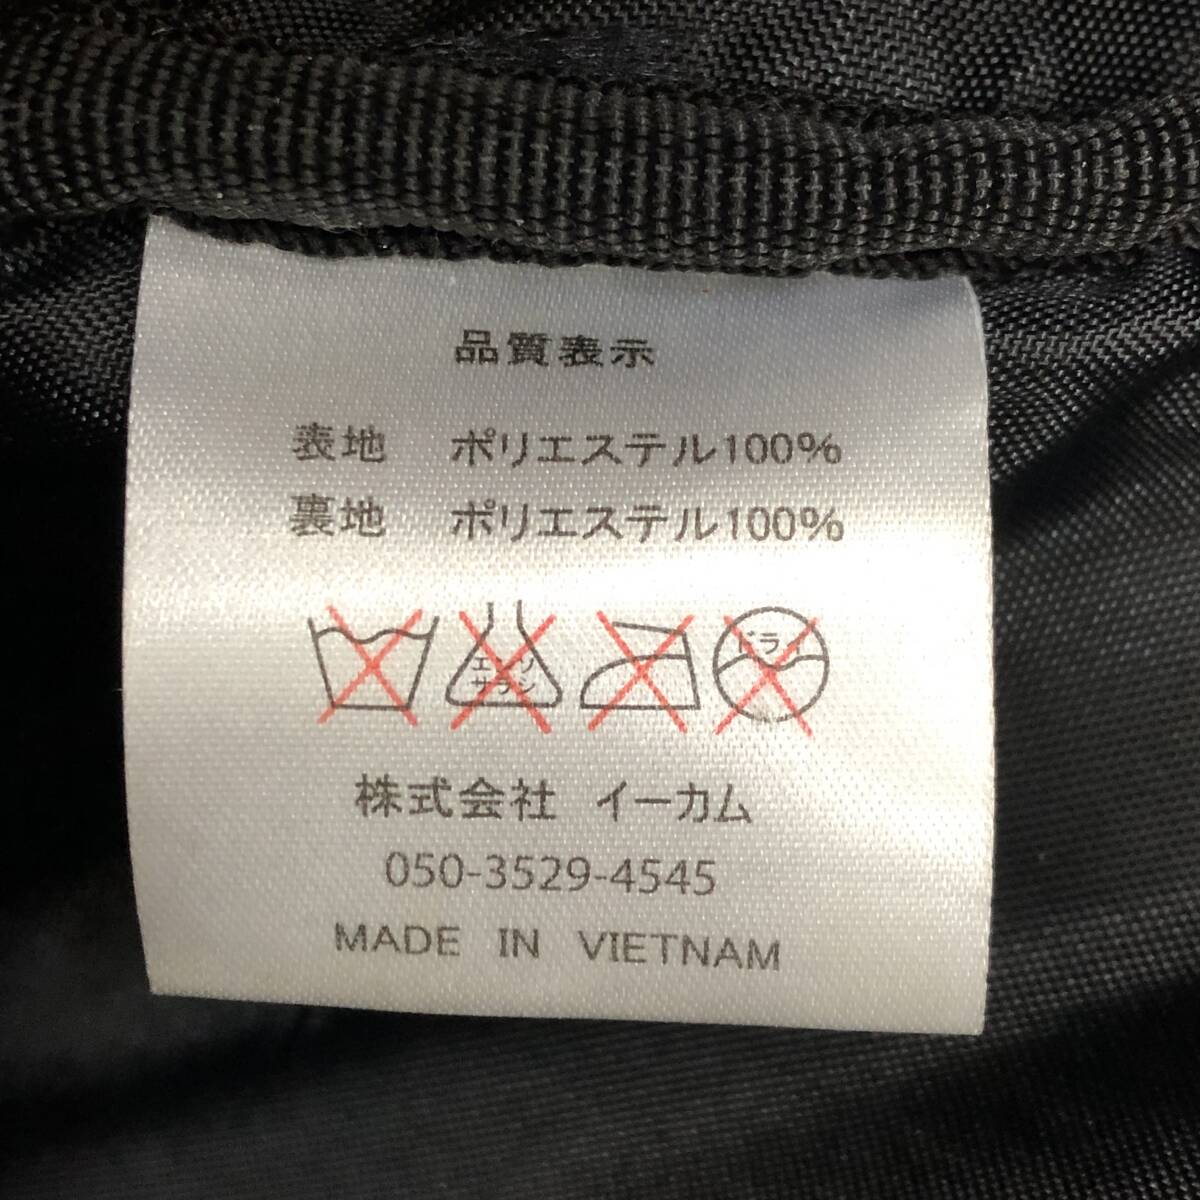 品質表示
表地 ポリエステル100%
裏地 ポリエステル100%
エンソ サラシ ドライ
株式会社 イーカム
050-3529-4545
MADE IN VIETNAM